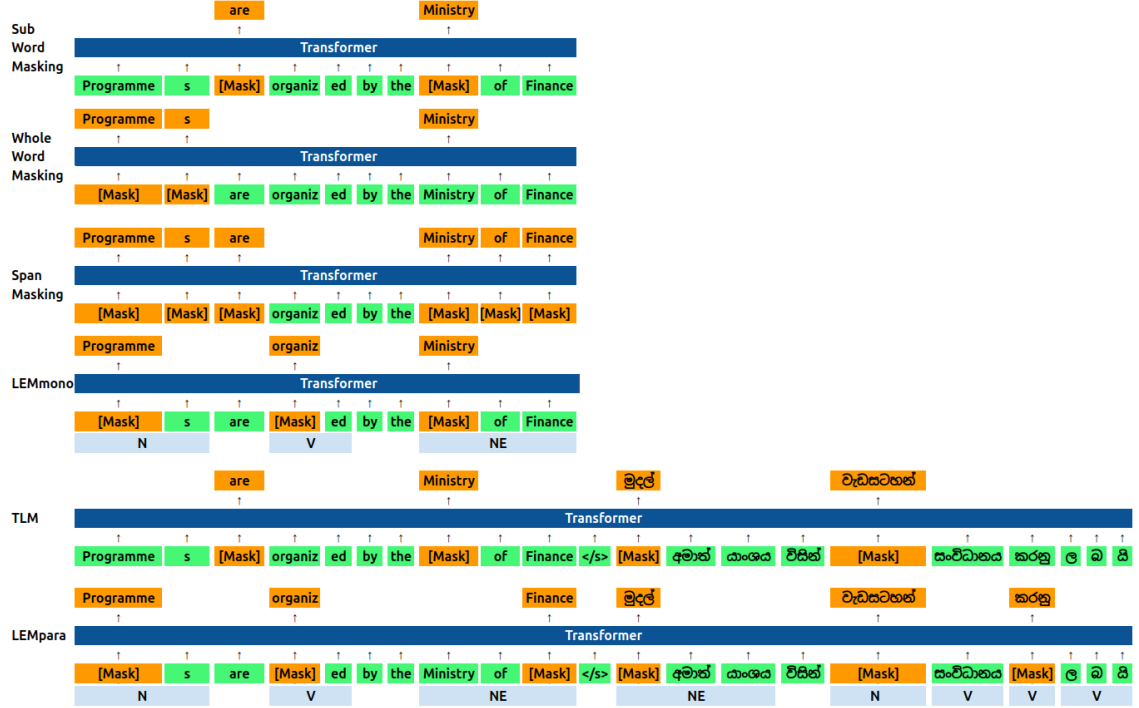 are Ministry
Sub
Word Transformer
Masking ↑ ↑ ↑ ↑ ↑ ↑ ↑ ↑ ↑ ↑
Programme s [Mask] organiz ed by the [Mask] of Finance
Programme s Ministry
Whole
Word Transformer
Masking
[Mask] [Mask] are organiz ed by the Ministry of Finance
Programme s are Ministry of Finance
Span Transformer
Masking
[Mask] [Mask] [Mask] organiz ed by the [Mask] [Mask] [Mask]
Programme organiz Ministry
LEMmono Transformer
[Mask] s are [Mask] ed by the [Mask] of Finance
N V NE
are Ministry මුදල් වැඩසටහන්
TLM Transformer
Programme s [Mask] organiz ed by the [Mask] of Finance </s> [Mask] අමාත් යාංශය විසින් [Mask] සංවිධානය කරනු ල බ යි
Programme organiz Finance මුදල් වැඩසටහන් කරනු
LEMpara Transformer
[Mask] s are [Mask] ed by the Ministry of [Mask] </s> [Mask] අමාත් යාංශය විසින් [Mask] සංවිධානය [Mask] ල බ යි
N V NE NE N V V V